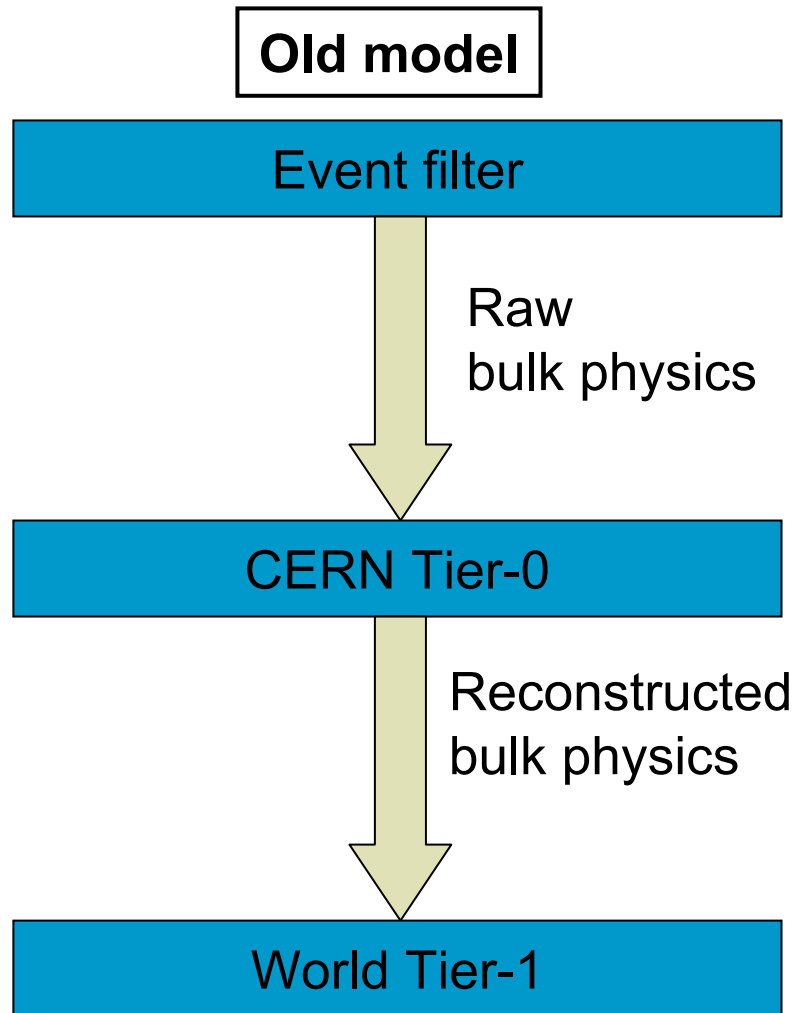 Old model
Event filter
Raw
bulk physics
CERN Tier-0
Reconstructed
bulk physics
World Tier-1